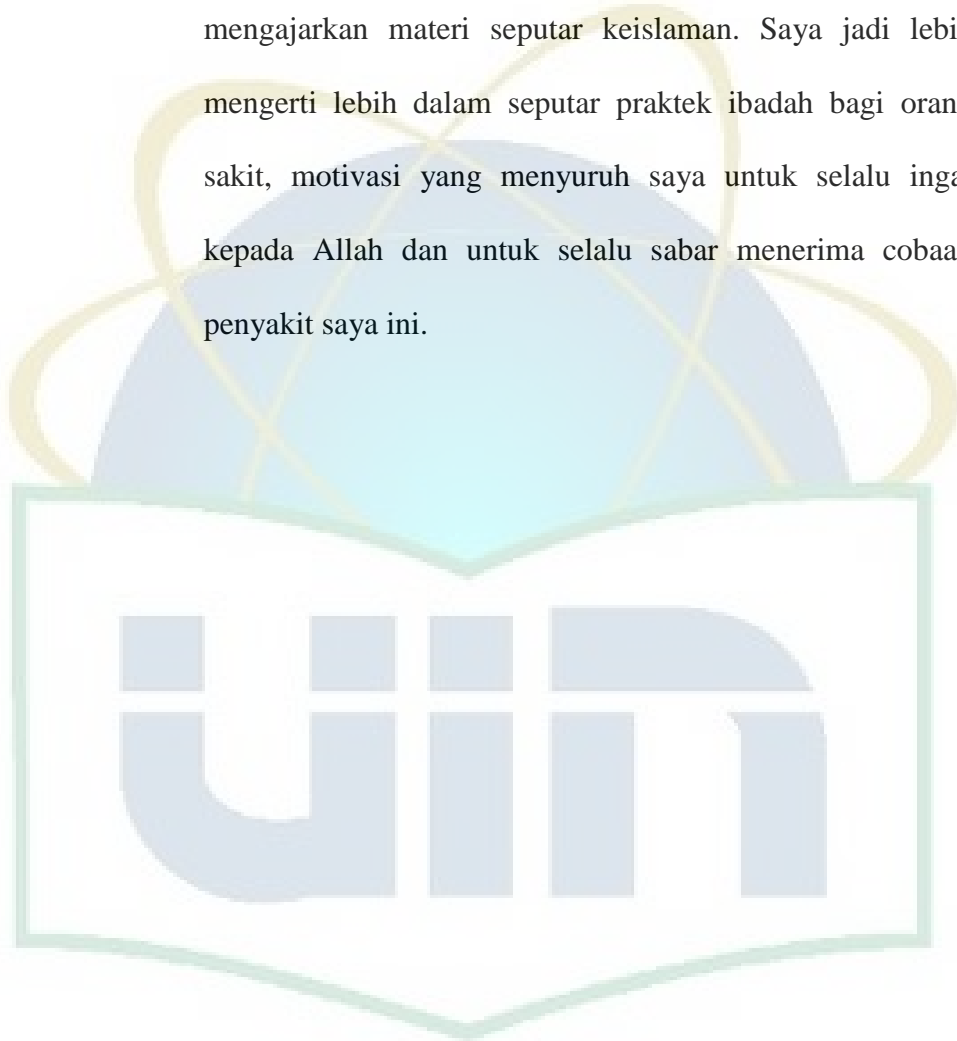 mengajarkan materi seputar keislaman. Saya jadi lebi
mengerti lebih dalam seputar praktek ibadah bagi oran
sakit, motivasi yang menyuruh saya untuk selalu inga
kepada Allah dan untuk selalu sabar menerima cobaa
penyakit saya ini.
uin